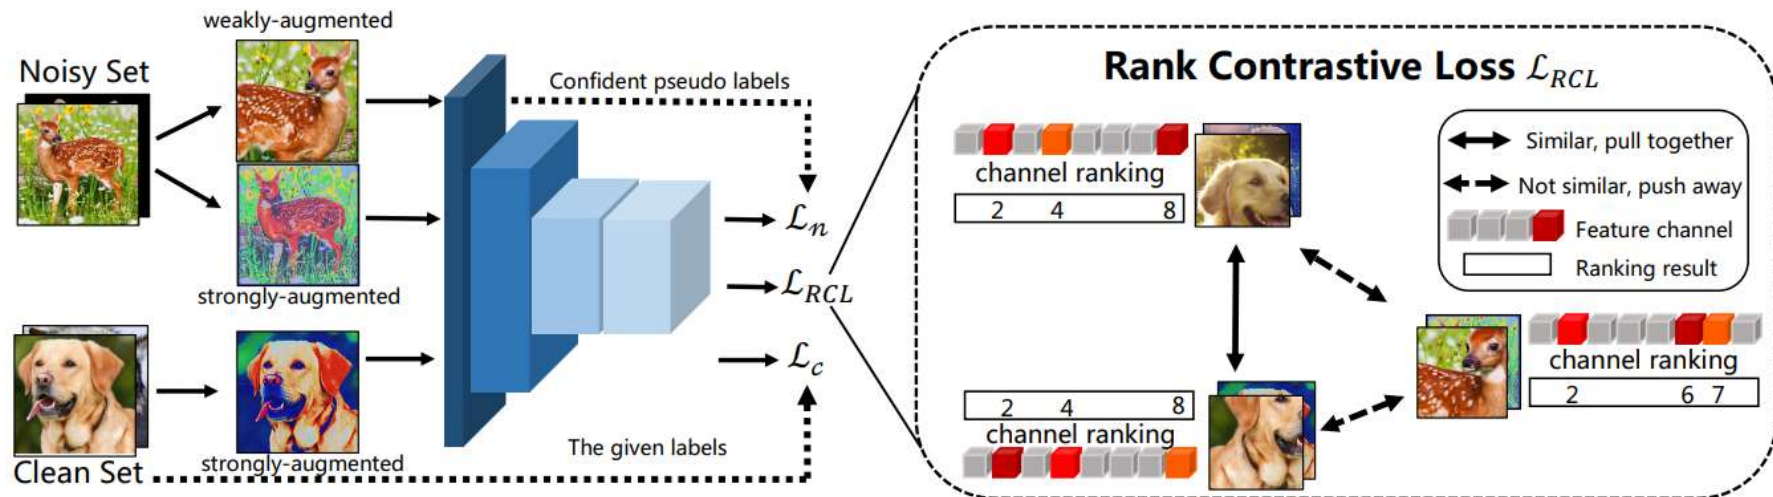 weakly-augmented
Noisy Set
strongly-augmented
Clean Set
strongly-augmented
Confident pseudo labels
The given labels
ℒn
ℒRCL
ℒc
Rank Contrastive Loss ℒRCL
channel ranking
2 4 8
Similar, pull together
Not similar, push away
Feature channel
Ranking result
channel ranking
2 6 7
2 4 8
channel ranking